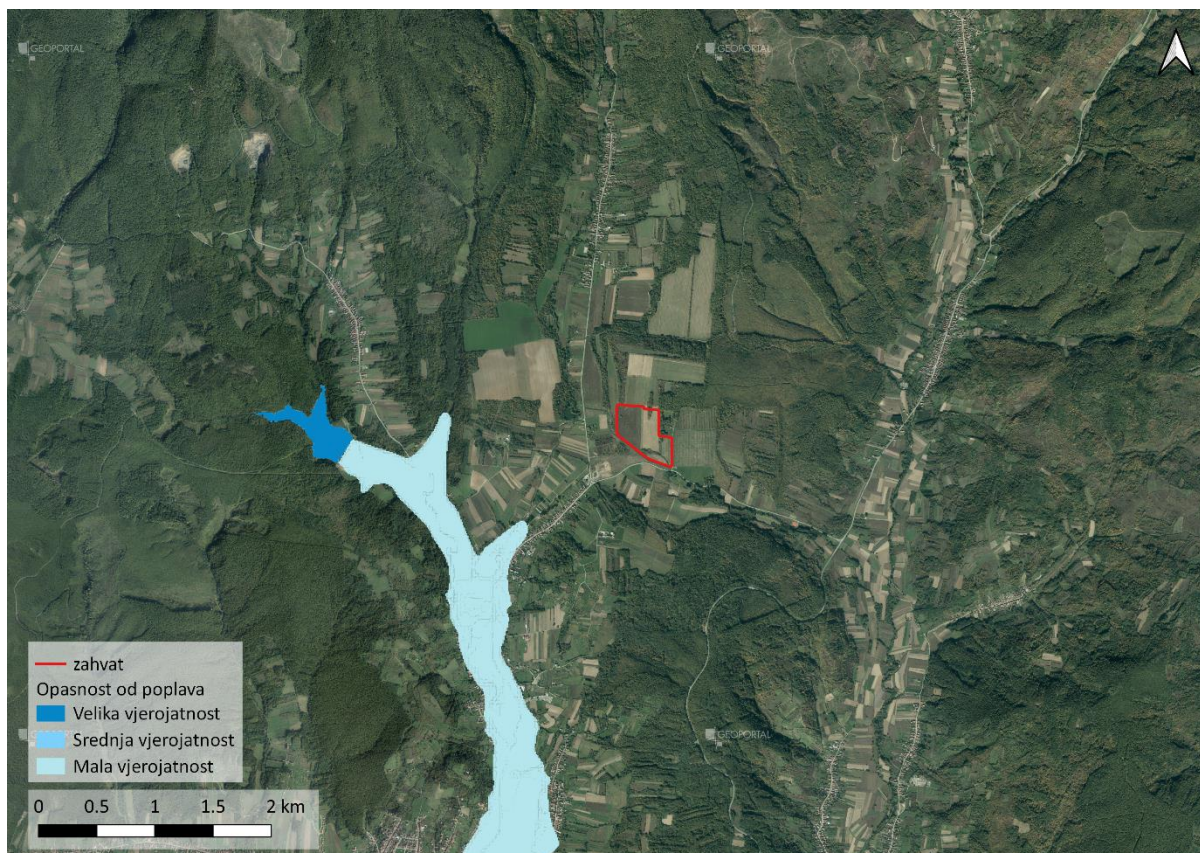 GEOPORTAL
GEOPORTAL
zahvat
Opasnost od poplava
Velika vjerojatnost
Srednja vjerojatnost
Mala vjerojatnost
GEOPORTAL
GEOPORTAL
0 0.5 1 1.5 2 km